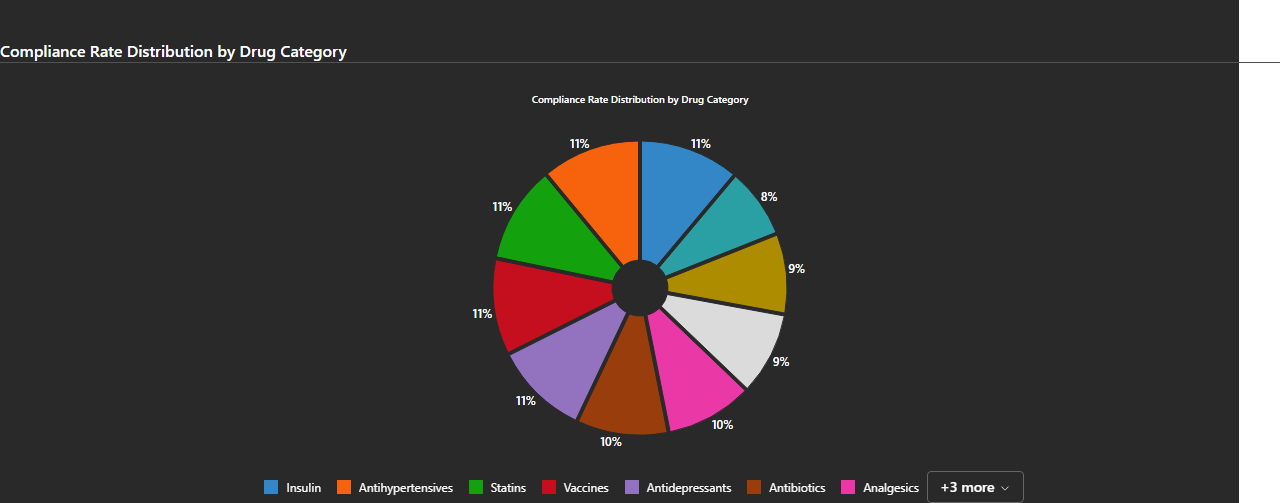 Compliance Rate Distribution by Drug Category
Compliance Rate Distribution by Drug Category
11%
11%
8%
11%
9%
11%
9%
11%
10%
10%
Insulin
Antihypertensives
Statins
Vaccines
Antidepressants
Antibiotics
Analgesics
+3 more